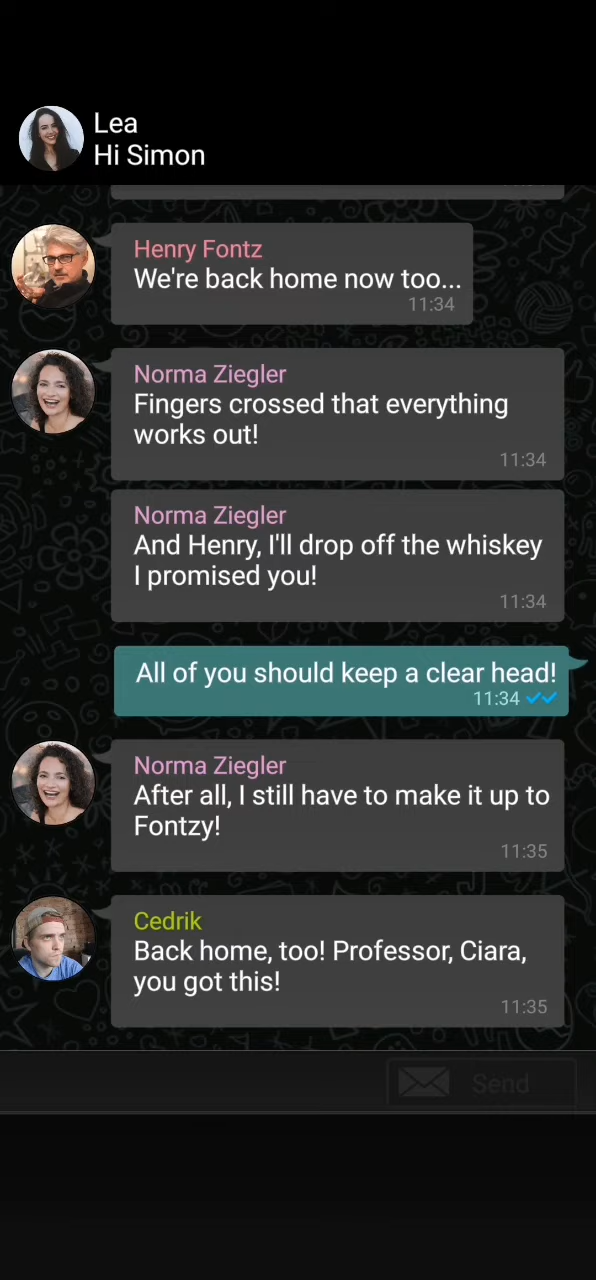 Lea
Hi Simon
Henry Fontz
We're back home now too...
11:34
Norma Ziegler
Fingers crossed that everything
works out!
11:34
Norma Ziegler
And Henry, I'll drop off the whiskey
I promised you!
11:34
All of you should keep a clear head!
11:34
Norma Ziegler
After all, I still have to make it up to
Fontzy!
11:35
Cedrik
Back home, too! Professor, Ciara,
you got this!
11:35
Send